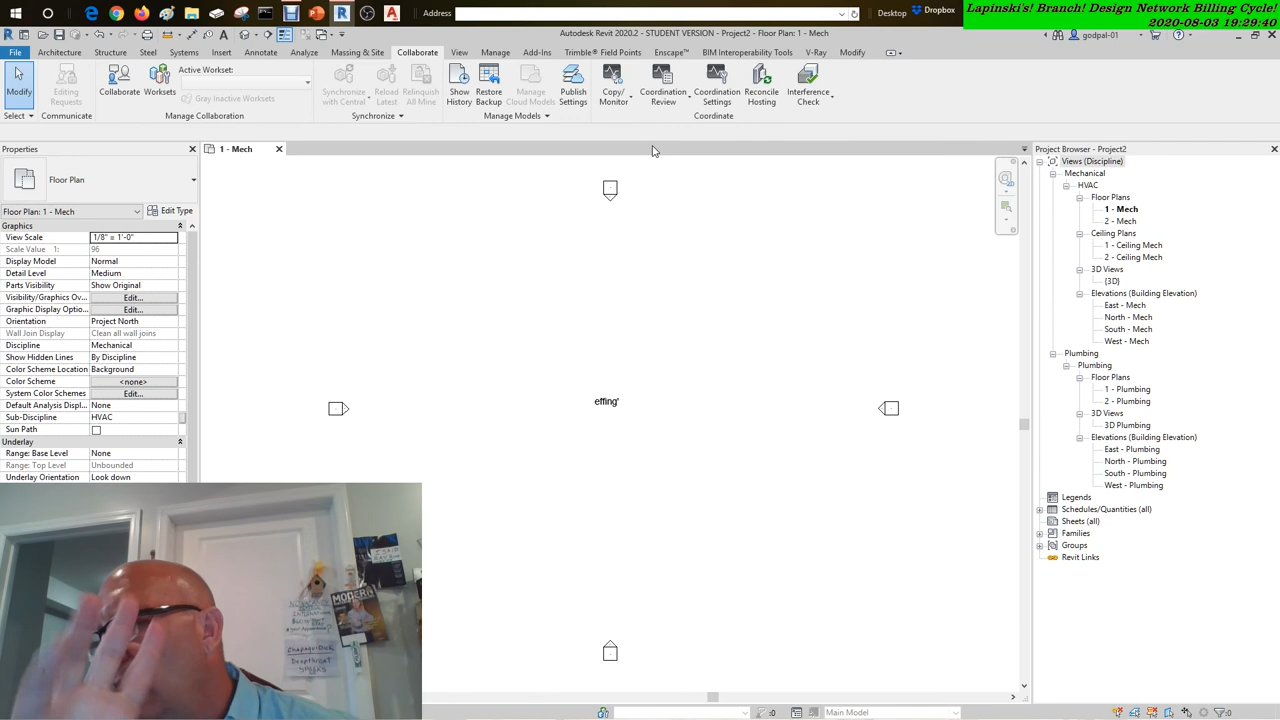 Address
Desktop
Dropbox
Lapinski's! Branch! Design Network Billing Cycle!
2020-08-03 19:29:40
Autodesk Revit 2020.2 - STUDENT VERSION - Project2 - Floor Plan: 1 - Mech
godpal-01
File Architecture Structure Steel Precast Systems Insert Annotate Analyze Massing & Site Collaborate View Manage Add-Ins Trimble® Field Points Enscape™ BIM Interoperability Tools V-Ray Modify
Modify
Editing Requests
Collaborate
Worksets
Active Workset:
Gray Inactive Worksets
Synchronize with Central
Reload Latest
Relinquish All Mine
Show History
Restore Backup
Manage Cloud Models
Publish Settings
Copy/ Monitor
Coordination Review
Coordination Settings
Reconcile Hosting
Interference Check
Select
Communicate
Manage Collaboration
Synchronize
Manage Models
Coordinate
Properties
1 - Mech
Project Browser - Project2
Floor Plan
Floor Plan: 1 - Mech
Edit Type
Graphics
View Scale 1/8" = 1'-0"
Scale Value 1: 96
Display Model Normal
Detail Level Medium
Parts Visibility Show Original
Visibility/Graphics Ov... Edit...
Graphic Display Optio... Edit...
Orientation Project North
Wall Join Display Clean all wall joins
Discipline Mechanical
Show Hidden Lines By Discipline
Color Scheme Location Background
Color Scheme <none>
System Color Schemes Edit...
Default Analysis Displ... None
Sub-Discipline HVAC
Sun Path
Underlay
Range: Base Level None
Range: Top Level Unbounded
Underlay Orientation Look down
effing'
Views (Discipline)
Mechanical
HVAC
Floor Plans
1 - Mech
2 - Mech
Ceiling Plans
1 - Ceiling Mech
2 - Ceiling Mech
3D Views
{3D}
Elevations (Building Elevation)
East - Mech
North - Mech
South - Mech
West - Mech
Plumbing
Plumbing
Floor Plans
1 - Plumbing
2 - Plumbing
3D Views
3D Plumbing
Elevations (Building Elevation)
East - Plumbing
North - Plumbing
South - Plumbing
West - Plumbing
Legends
Schedules/Quantities (all)
Sheets (all)
Families
Groups
Revit Links
MODERN
:0
Main Model
:0